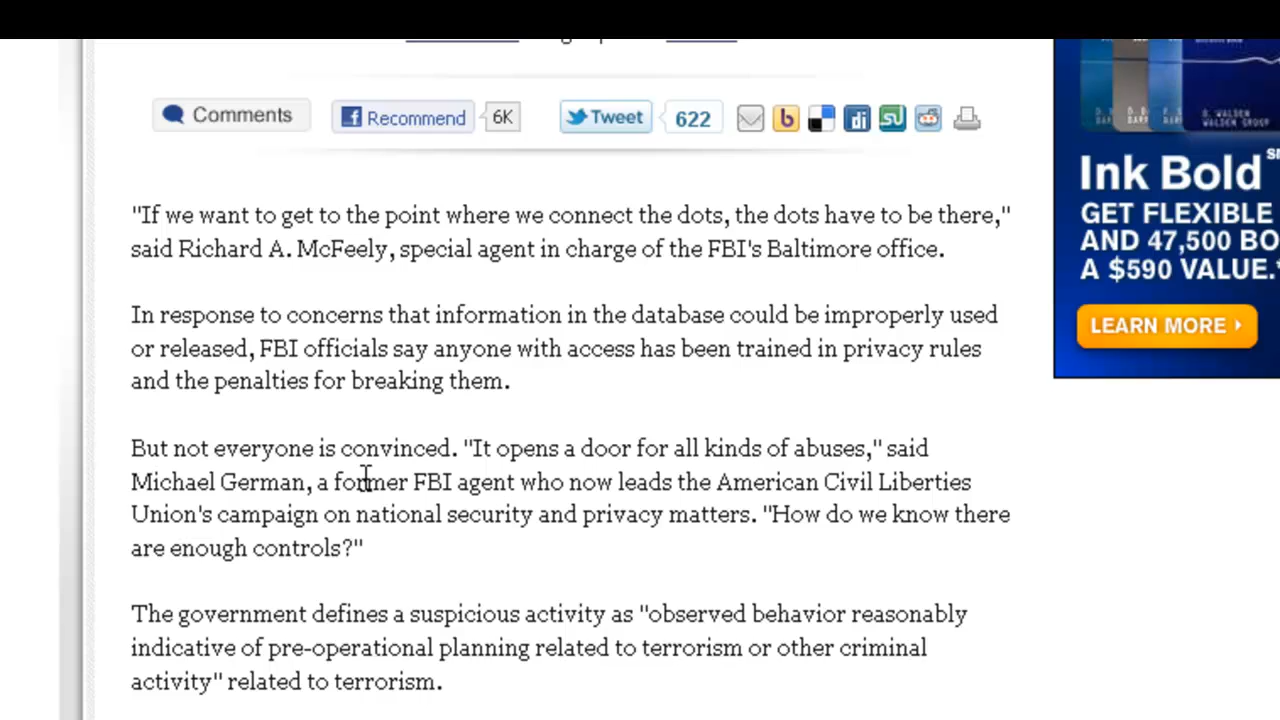 Comments
Recommend
6K
Tweet
622
"If we want to get to the point where we connect the dots, the dots have to be there,"
said Richard A. McFeely, special agent in charge of the FBI's Baltimore office.
In response to concerns that information in the database could be improperly used
or released, FBI officials say anyone with access has been trained in privacy rules
and the penalties for breaking them.
But not everyone is convinced. "It opens a door for all kinds of abuses," said
Michael German, a former FBI agent who now leads the American Civil Liberties
Union's campaign on national security and privacy matters. "How do we know there
are enough controls?"
The government defines a suspicious activity as "observed behavior reasonably
indicative of pre-operational planning related to terrorism or other criminal
activity" related to terrorism.
D. WALDEN
WALDEN GROUP
Ink Bold
GET FLEXIBLE
AND 47,500 BO
A $590 VALUE.*
LEARN MORE